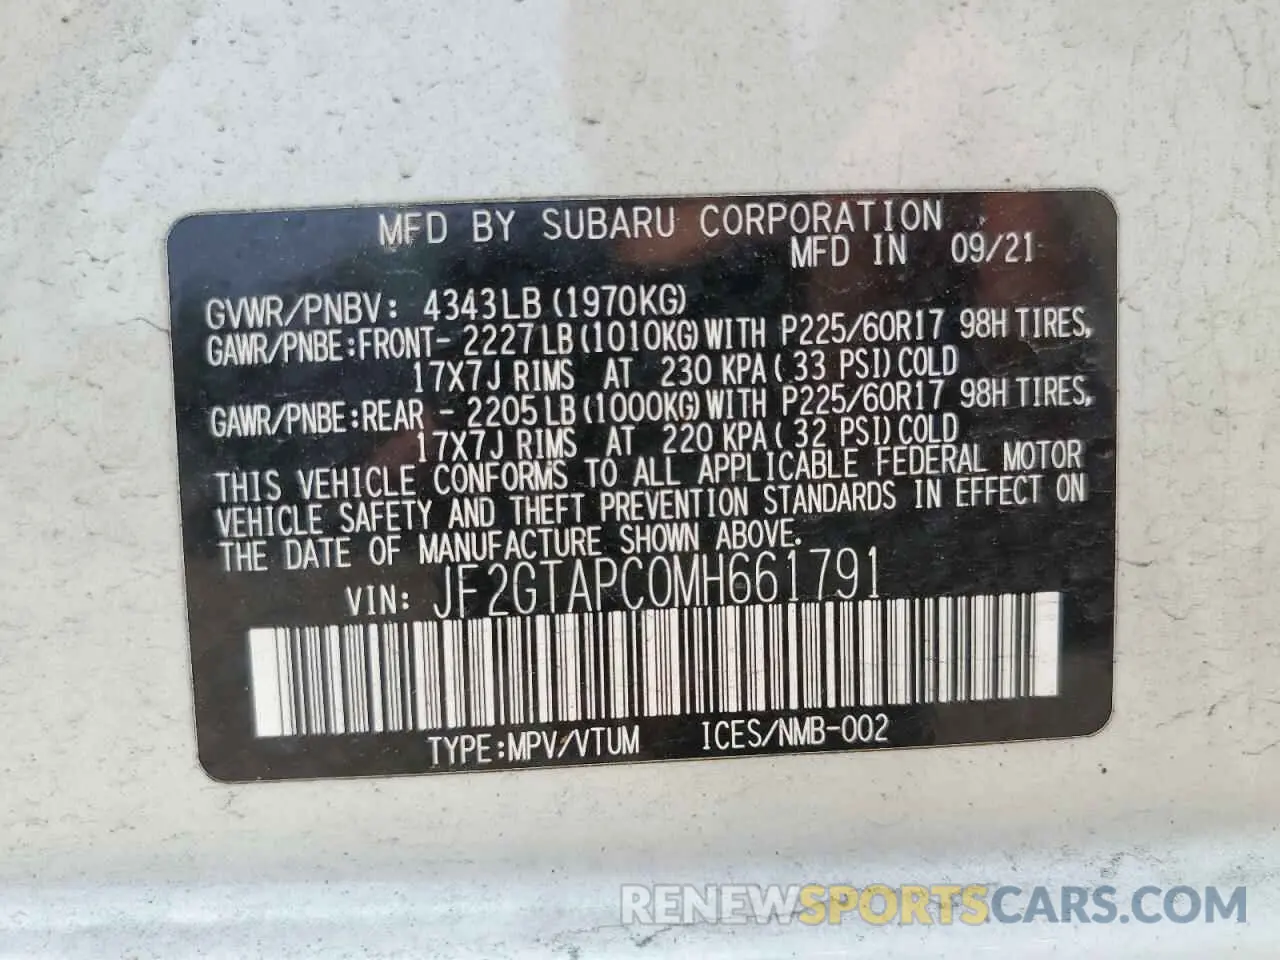 MFD BY SUBARU CORPORATION
MFD IN 09/21
GVWR/PNBV: 4343LB (1970KG)
GAWR/PNBE:FRONT- 2227LB (1010KG) WITH P225/60R17 98H TIRES,
17X7J RIMS AT 230 KPA ( 33 PSI) COLD
GAWR/PNBE:REAR - 2205LB (1000KG) WITH P225/60R17 98H TIRES,
17X7J RIMS AT 220 KPA ( 32 PSI) COLD
THIS VEHICLE CONFORMS TO ALL APPLICABLE FEDERAL MOTOR
VEHICLE SAFETY AND THEFT PREVENTION STANDARDS IN EFFECT ON
THE DATE OF MANUFACTURE SHOWN ABOVE.
VIN: JF2GTAPC0MH661791
TYPE:MPV/VTUM ICES/NMB-002
RENEWSPORTSCARS.COM